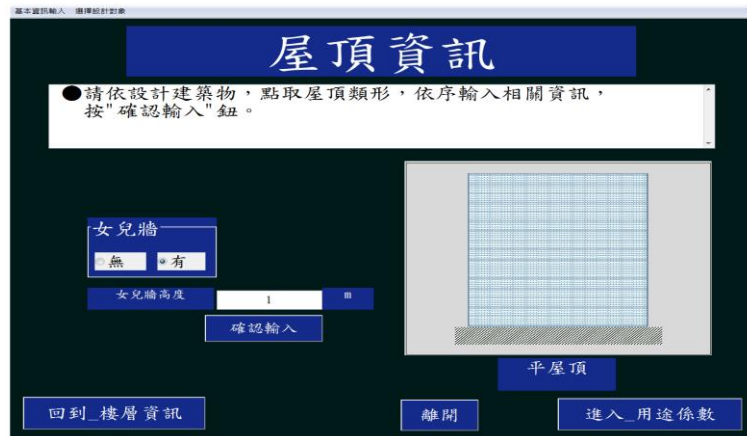 基本資訊輸入 選擇設計對象
屋頂資訊
●請依設計建築物，點取屋頂類形，依序輸入相關資訊，
按"確認輸入"鈕。
女兒牆
無 有
女兒牆高度 1 m
確認輸入
平屋頂
回到_樓層資訊 離開 進入_用途係數